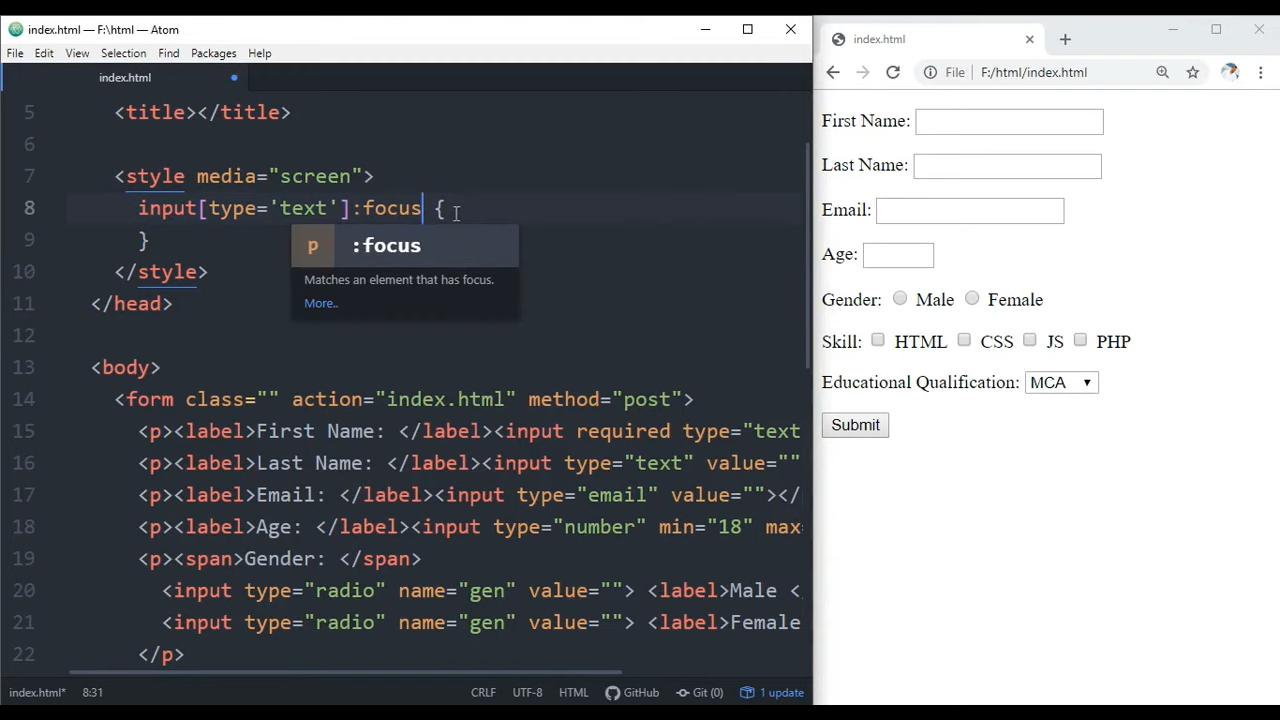 index.html — F:\html — Atom
File Edit View Selection Find Packages Help
index.html
5 <title></title>
6
7 <style media="screen">
8 input[type='text']:focus {
9 }
10 </style>
11 </head>
12
13 <body>
14 <form class="" action="index.html" method="post">
15 <p><label>First Name: </label><input required type="text
16 <p><label>Last Name: </label><input type="text" value=""
17 <p><label>Email: </label><input type="email" value=""></
18 <p><label>Age: </label><input type="number" min="18" max=
19 <p><span>Gender: </span>
20 <input type="radio" name="gen" value=""> <label>Male </
21 <input type="radio" name="gen" value=""> <label>Female
22 </p>
p :focus
Matches an element that has focus.
More..
index.html* 8:31 CRLF UTF-8 HTML GitHub Git (0) 1 update
index.html
File F:/html/index.html
First Name:
Last Name:
Email:
Age:
Gender: Male Female
Skill: HTML CSS JS PHP
Educational Qualification: MCA
Submit